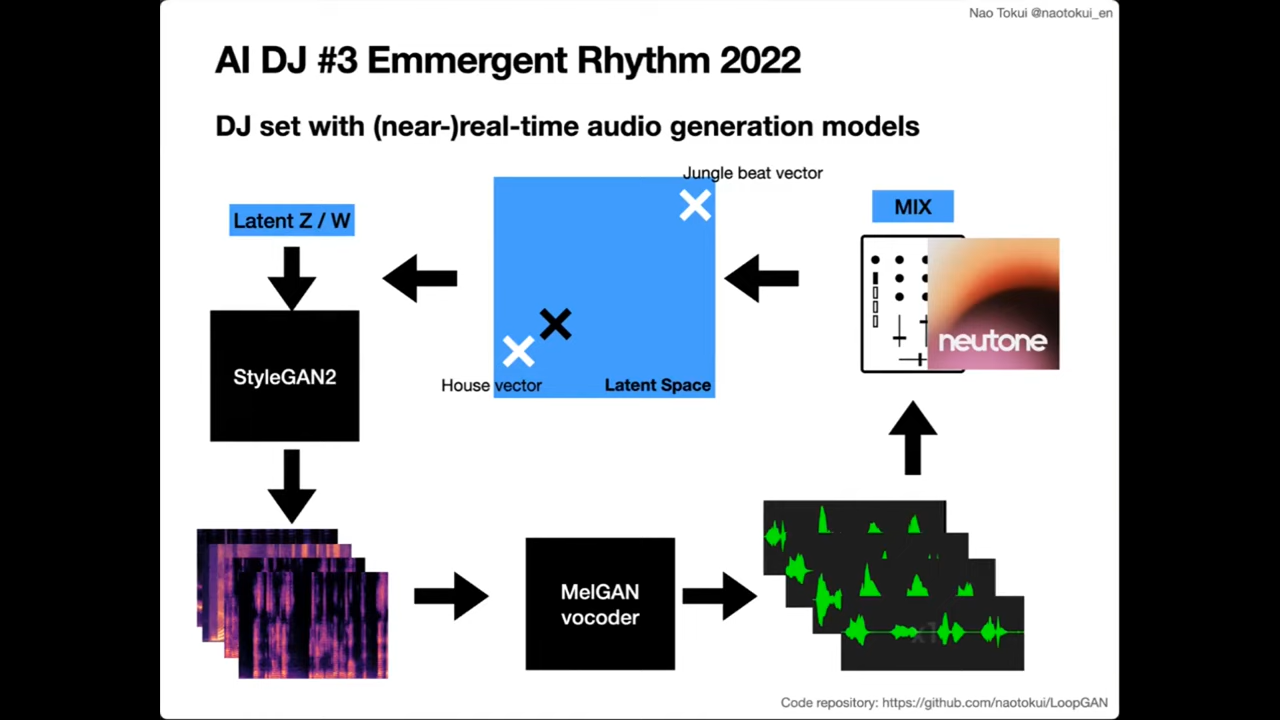 Nao Tokui @naotokui_en
AI DJ #3 Emmergent Rhythm 2022
DJ set with (near-)real-time audio generation models
Jungle beat vector
Latent Z / W
MIX
StyleGAN2
neutone
House vector
Latent Space
MelGAN
vocoder
Code repository: https://github.com/naotokui/LoopGAN